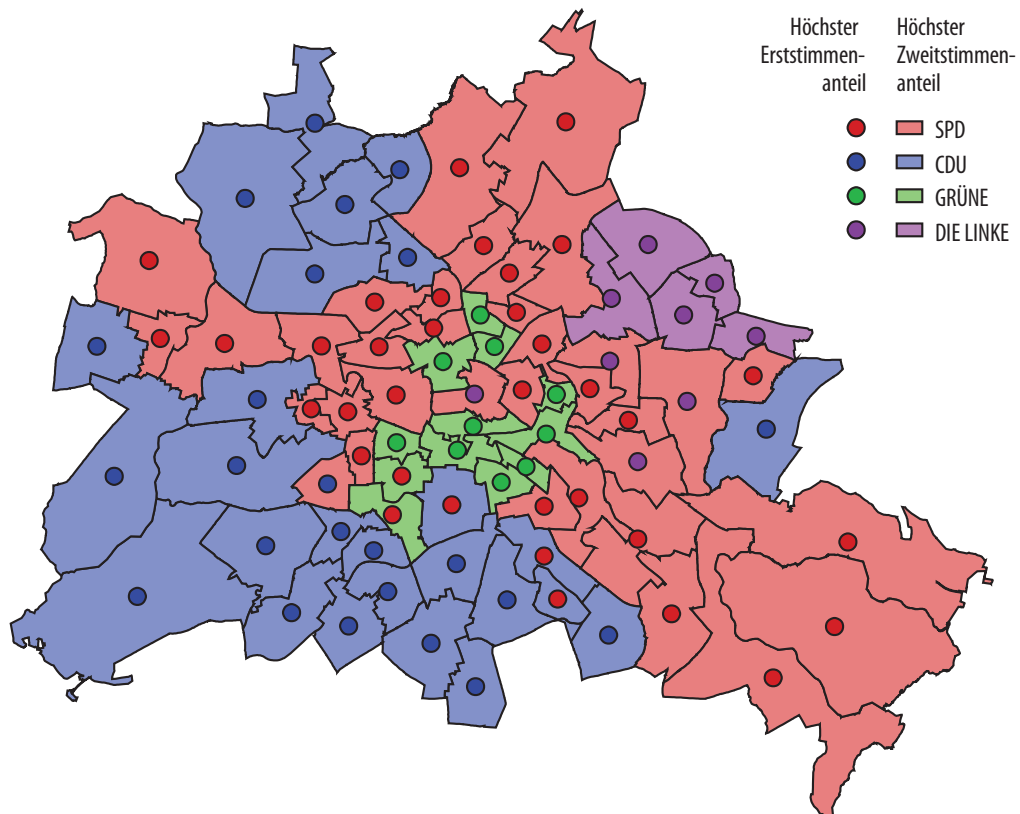 Höchster
Erststimmen-
anteil
Höchster
Zweitstimmen-
anteil
SPD
CDU
GRÜNE
DIE LINKE